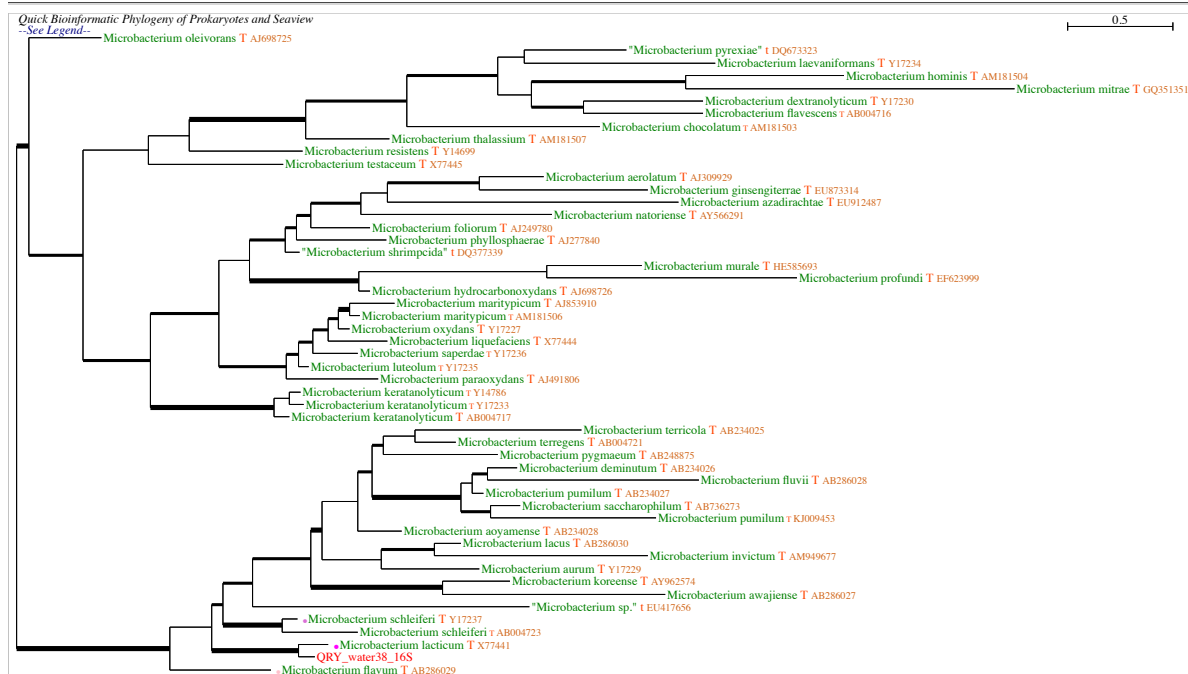 Quick Bioinformatic Phylogeny of Prokaryotes and Seaview
--See Legend--
0.5
Microbacterium oleivorans T AJ698725
"Microbacterium pyrexiae" t DQ673323
Microbacterium laevaniformans T Y17234
Microbacterium hominis T AM181504
Microbacterium mitrae T GQ351351
Microbacterium dextranolyticum T Y17230
Microbacterium flavescens T AB004716
Microbacterium chocolatum T AM181503
Microbacterium thalassium T AM181507
Microbacterium resistens T Y14699
Microbacterium testaceum T X77445
Microbacterium aerolatum T AJ309929
Microbacterium ginsengiterrae T EU873314
Microbacterium azadirachtae T EU912487
Microbacterium natoriense T AY566291
Microbacterium foliorum T AJ249780
Microbacterium phyllosphaerae T AJ277840
"Microbacterium shrimpcida" t DQ377339
Microbacterium murale T HE585693
Microbacterium profundi T EF623999
Microbacterium hydrocarbonoxydans T AJ698726
Microbacterium maritypicum T AJ853910
Microbacterium maritypicum T AM181506
Microbacterium oxydans T Y17227
Microbacterium liquefaciens T X77444
Microbacterium saperdae T Y17236
Microbacterium luteolum T Y17235
Microbacterium paraoxydans T AJ491806
Microbacterium keratanolyticum T Y14786
Microbacterium keratanolyticum T Y17233
Microbacterium keratanolyticum T AB004717
Microbacterium terricola T AB234025
Microbacterium terregens T AB004721
Microbacterium pygmaeum T AB248875
Microbacterium deminutum T AB234026
Microbacterium fluvii T AB286028
Microbacterium pumilum T AB234027
Microbacterium saccharophilum T AB736273
Microbacterium pumilum T KJ009453
Microbacterium aoyamense T AB234028
Microbacterium lacus T AB286030
Microbacterium invictum T AM949677
Microbacterium aurum T Y17229
Microbacterium koreense T AY962574
Microbacterium awajiense T AB286027
"Microbacterium sp." t EU417656
Microbacterium schleiferi T Y17237
Microbacterium schleiferi T AB004723
Microbacterium lacticum T X77441
QRY_water38_16S
Microbacterium flavum T AB286029